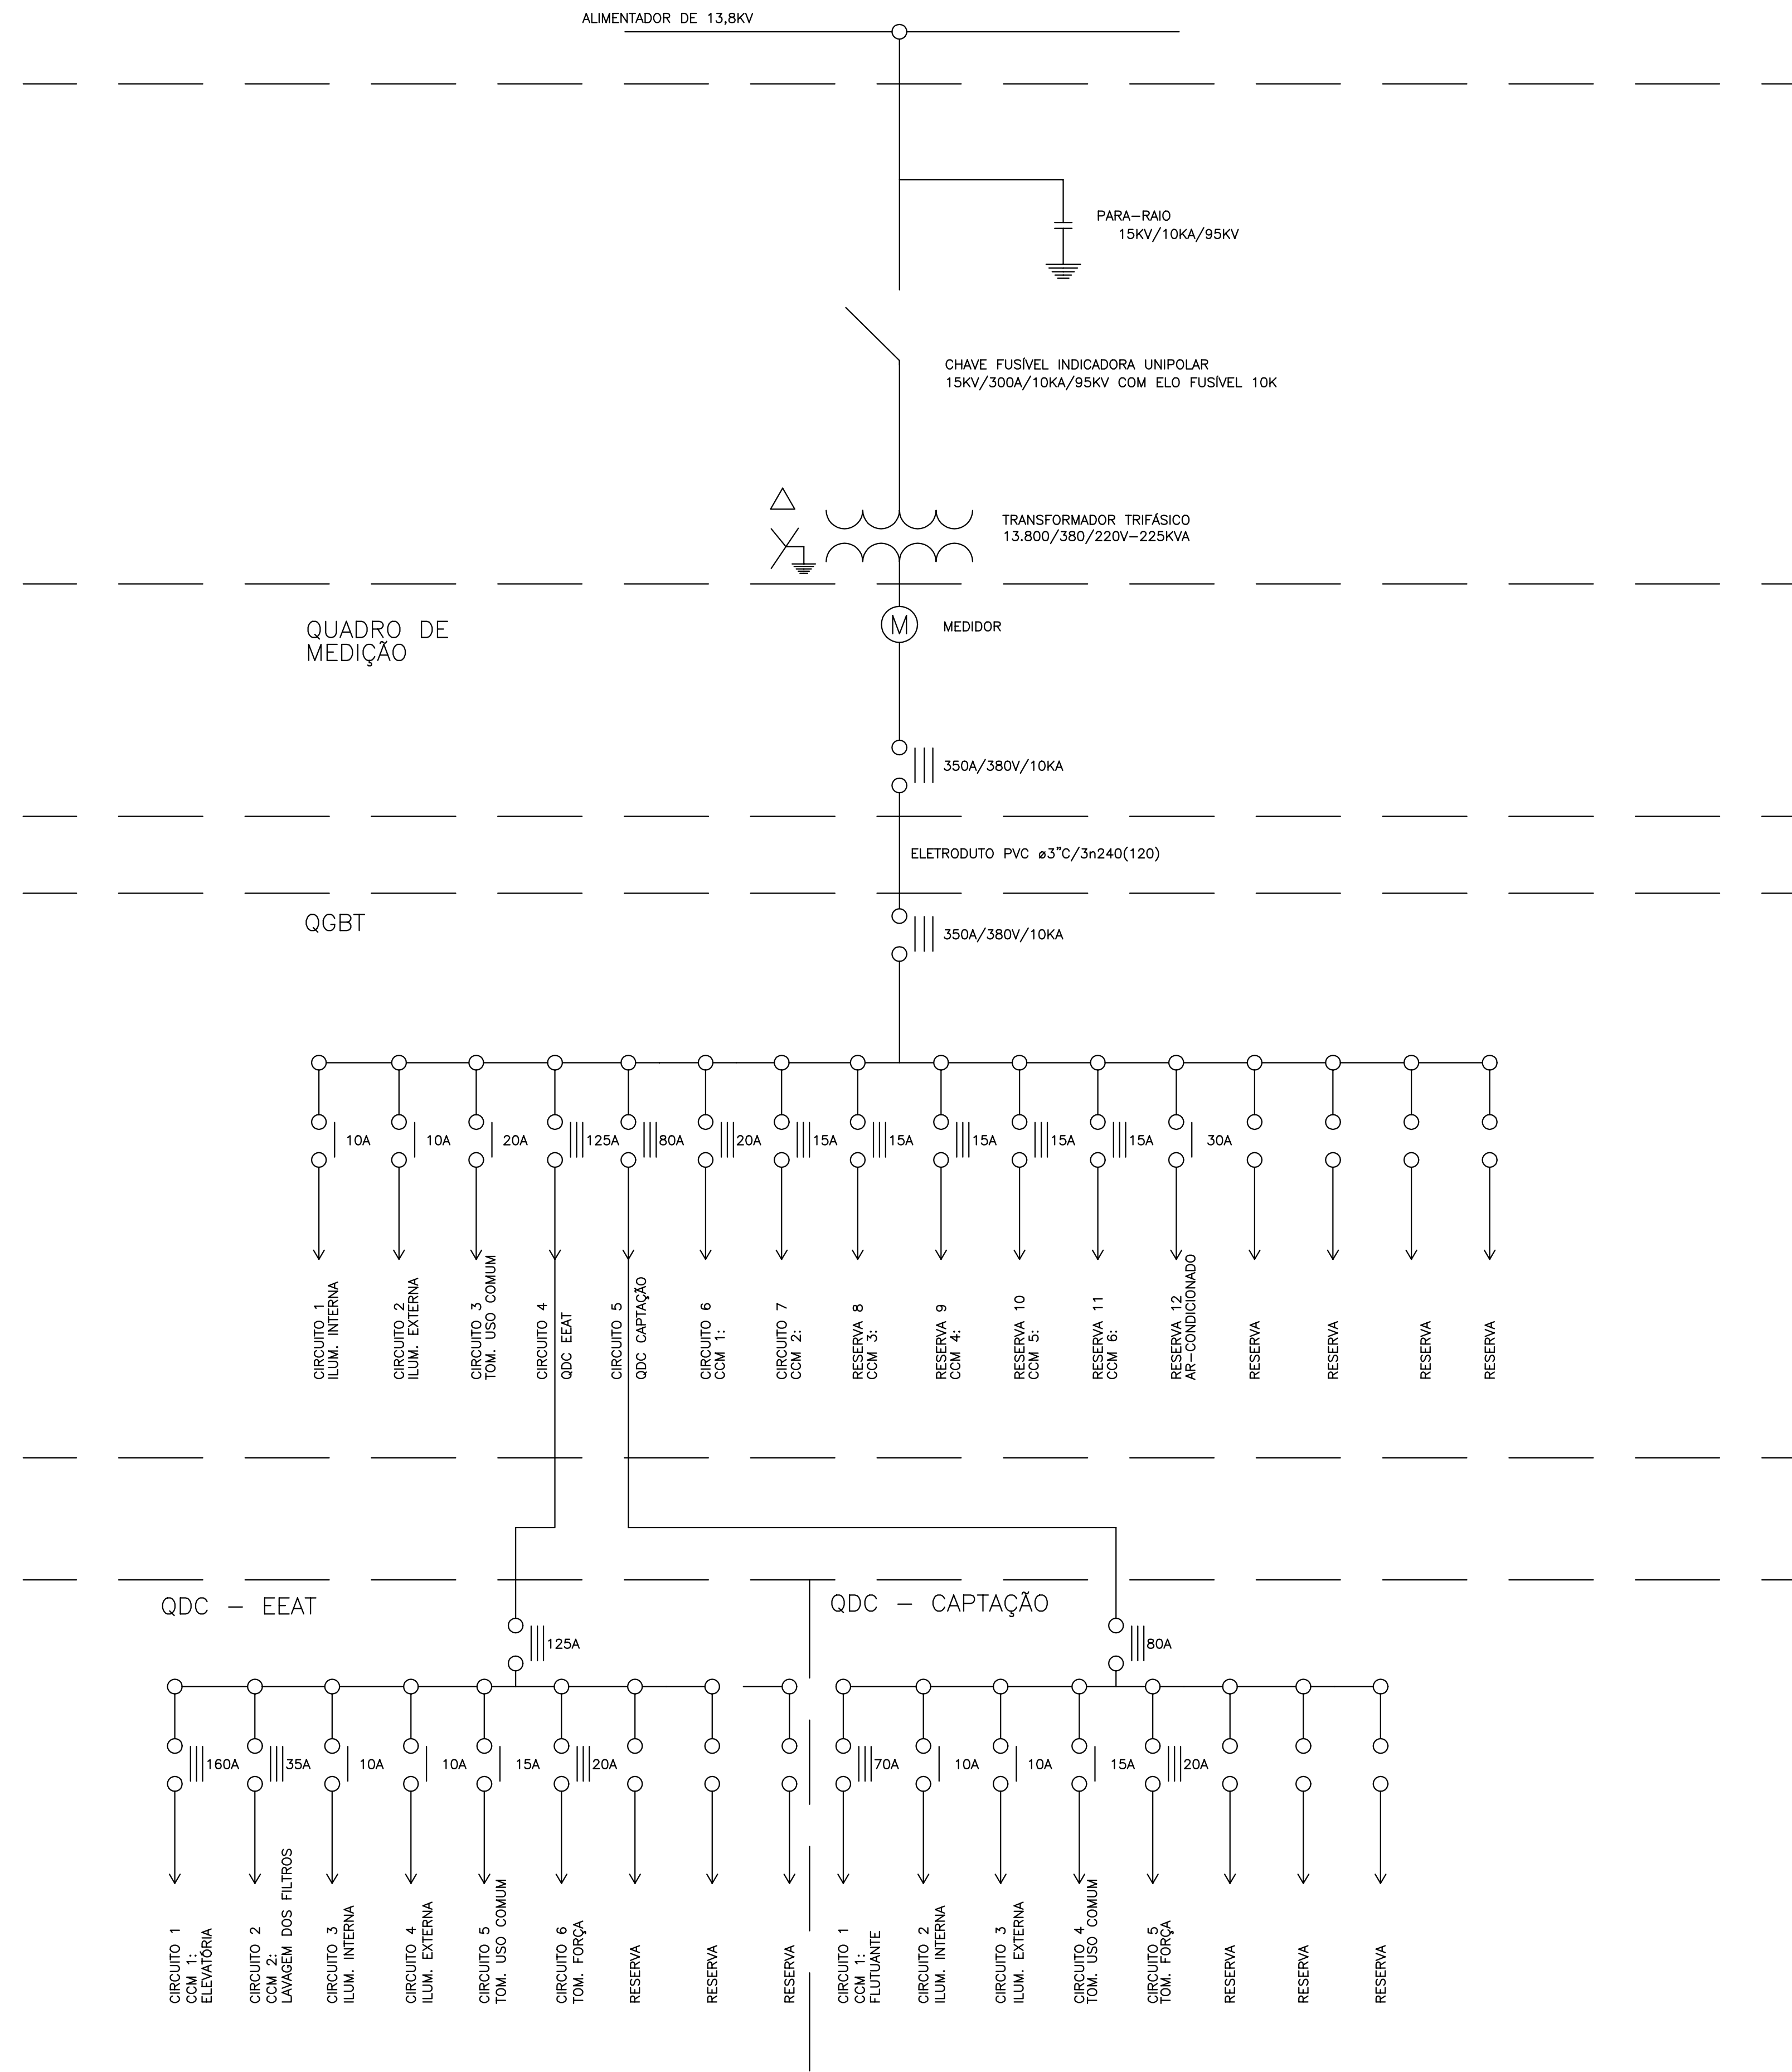 ALIMENTADOR DE 13,8KV
PARA-RAIO
15KV/10KA/95KV
CHAVE FUSÍVEL INDICADORA UNIPOLAR
15KV/300A/10KA/95KV COM ELO FUSÍVEL 10K
TRANSFORMADOR TRIFÁSICO
13.800/380/220V-225KVA
QUADRO DE
MEDIÇÃO
M
MEDIDOR
350A/380V/10KA
ELETRODUTO PVC ø3"C/3n240(120)
QGBT
350A/380V/10KA
10A
10A
20A
125A
80A
20A
15A
15A
15A
15A
15A
30A
CIRCUITO 1
ILUM. INTERNA
CIRCUITO 2
ILUM. EXTERNA
CIRCUITO 3
TOM. USO COMUM
CIRCUITO 4
QDC EEAT
CIRCUITO 5
QDC CAPTAÇÃO
CIRCUITO 6
CCM 1:
CIRCUITO 7
CCM 2:
RESERVA 8
CCM 3:
RESERVA 9
CCM 4:
RESERVA 10
CCM 5:
RESERVA 11
CCM 6:
RESERVA 12
AR-CONDICIONADO
RESERVA
RESERVA
RESERVA
RESERVA
QDC - EEAT
125A
160A
35A
10A
10A
15A
20A
CIRCUITO 1
CCM 1:
ELEVATÓRIA
CIRCUITO 2
CCM 2:
LAVAGEM DOS FILTROS
CIRCUITO 3
ILUM. INTERNA
CIRCUITO 4
ILUM. EXTERNA
CIRCUITO 5
TOM. USO COMUM
CIRCUITO 6
TOM. FORÇA
RESERVA
RESERVA
RESERVA
QDC - CAPTAÇÃO
80A
70A
10A
10A
15A
20A
CIRCUITO 1
CCM 1:
FLUTUANTE
CIRCUITO 2
ILUM. INTERNA
CIRCUITO 3
ILUM. EXTERNA
CIRCUITO 4
TOM. USO COMUM
CIRCUITO 5
TOM. FORÇA
RESERVA
RESERVA
RESERVA